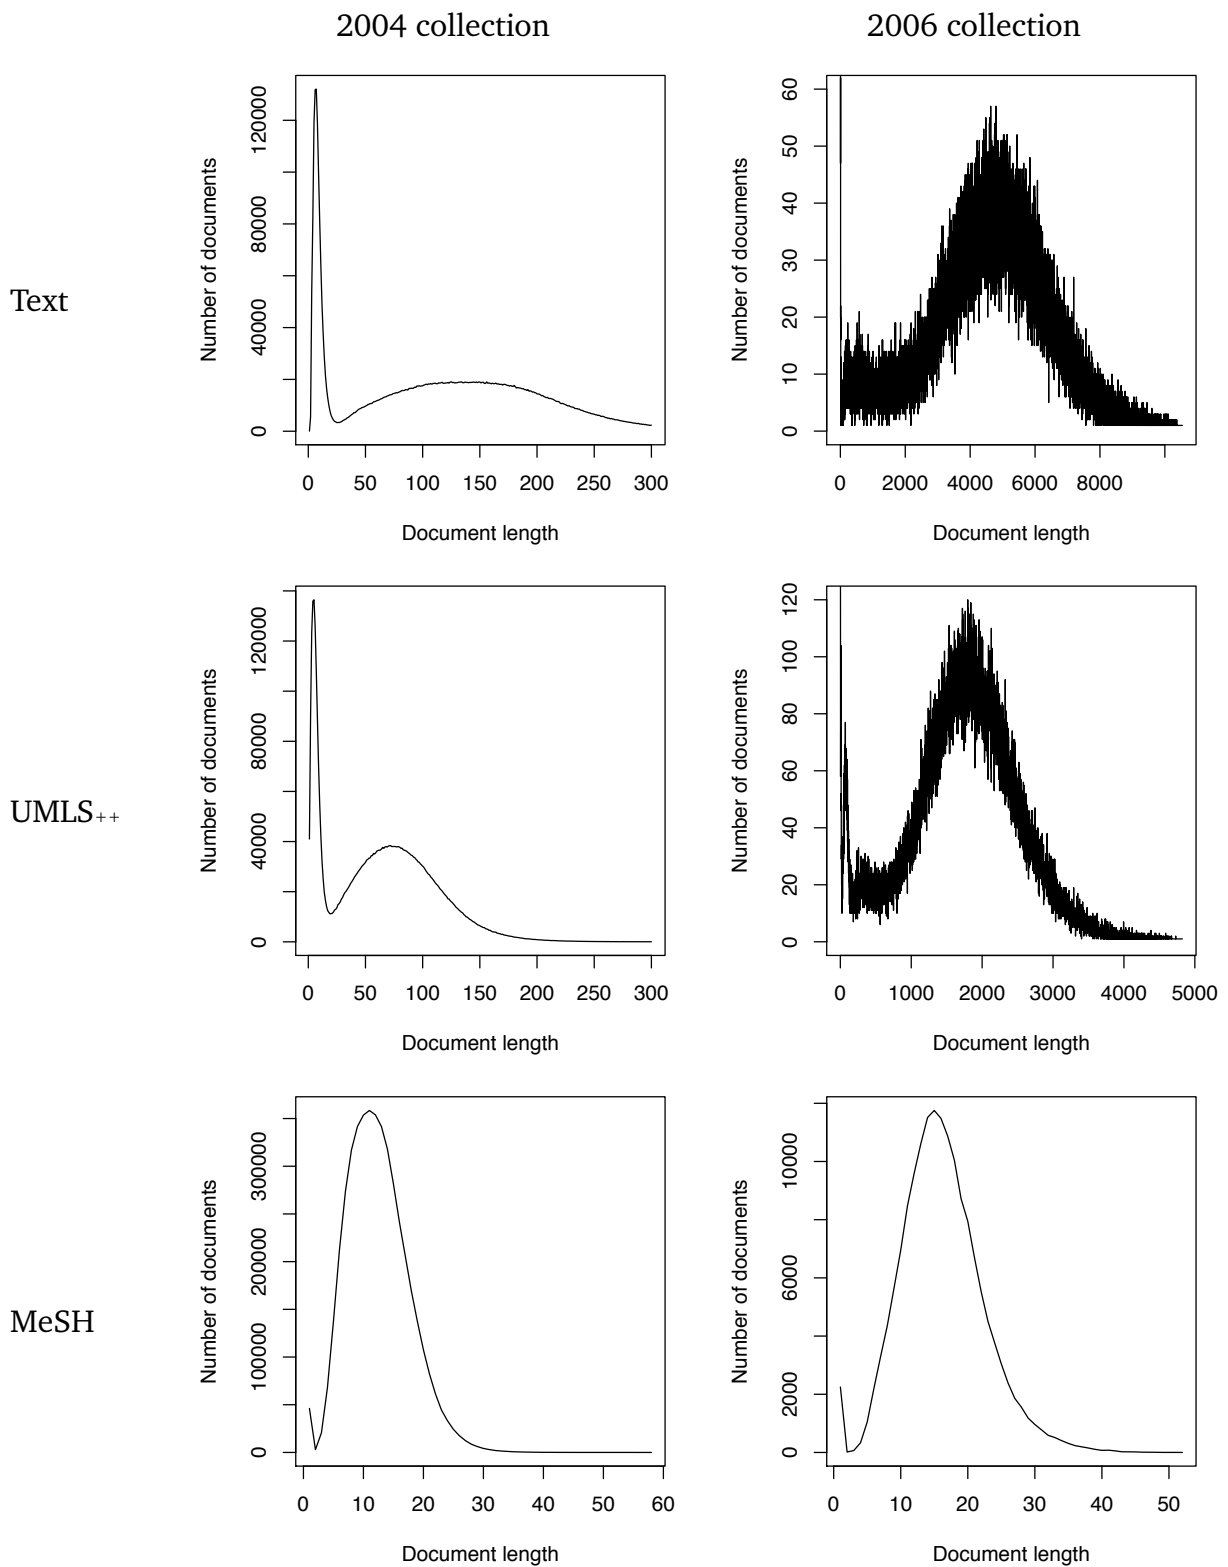 2004 collection
2006 collection
Text
Number of documents
0 40000 80000 120000
0 50 100 150 200 250 300
Document length
Number of documents
0 10 20 30 40 50 60
0 2000 4000 6000 8000
Document length
UMLS++
Number of documents
0 40000 80000 120000
0 50 100 150 200 250 300
Document length
Number of documents
0 20 40 60 80 100 120
0 1000 2000 3000 4000 5000
Document length
MeSH
Number of documents
0 100000 200000 300000
0 10 20 30 40 50 60
Document length
Number of documents
0 2000 6000 10000
0 10 20 30 40 50
Document length